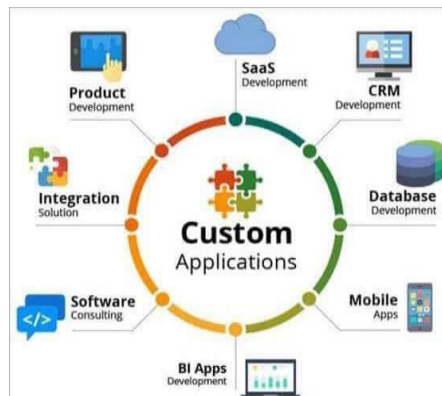 SaaS
Development
CRM
Development
Database
Development
Mobile
Apps
BI Apps
Development
Software
Consulting
</>
Integration
Solution
Product
Development
Custom
Applications